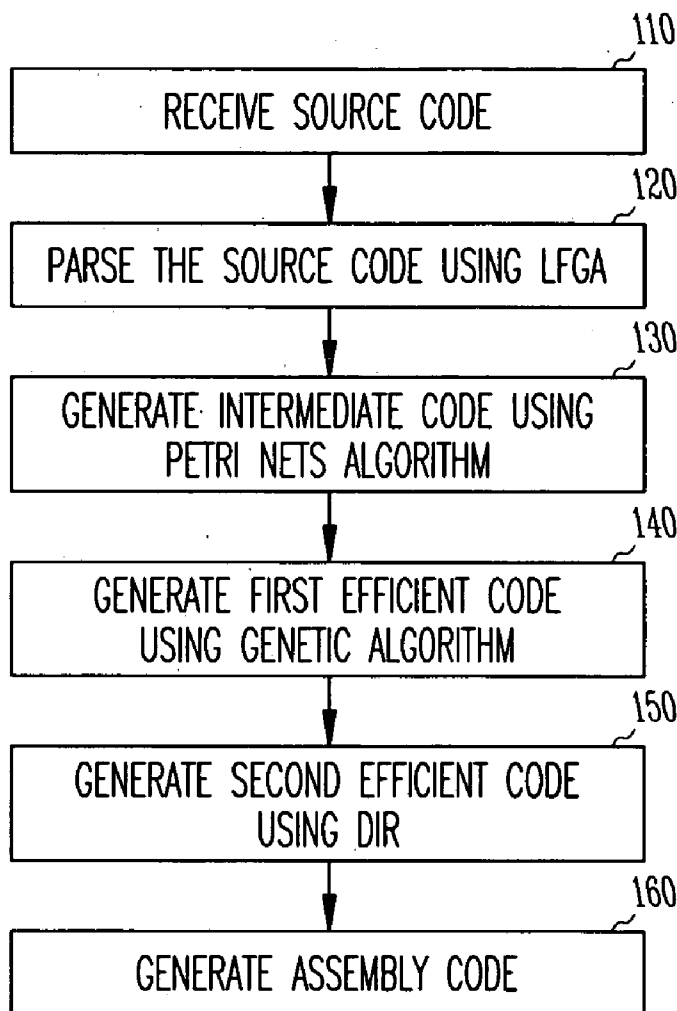 110
RECEIVE SOURCE CODE
120
PARSE THE SOURCE CODE USING LFGA
130
GENERATE INTERMEDIATE CODE USING
PETRI NETS ALGORITHM
140
GENERATE FIRST EFFICIENT CODE
USING GENETIC ALGORITHM
150
GENERATE SECOND EFFICIENT CODE
USING DIR
160
GENERATE ASSEMBLY CODE